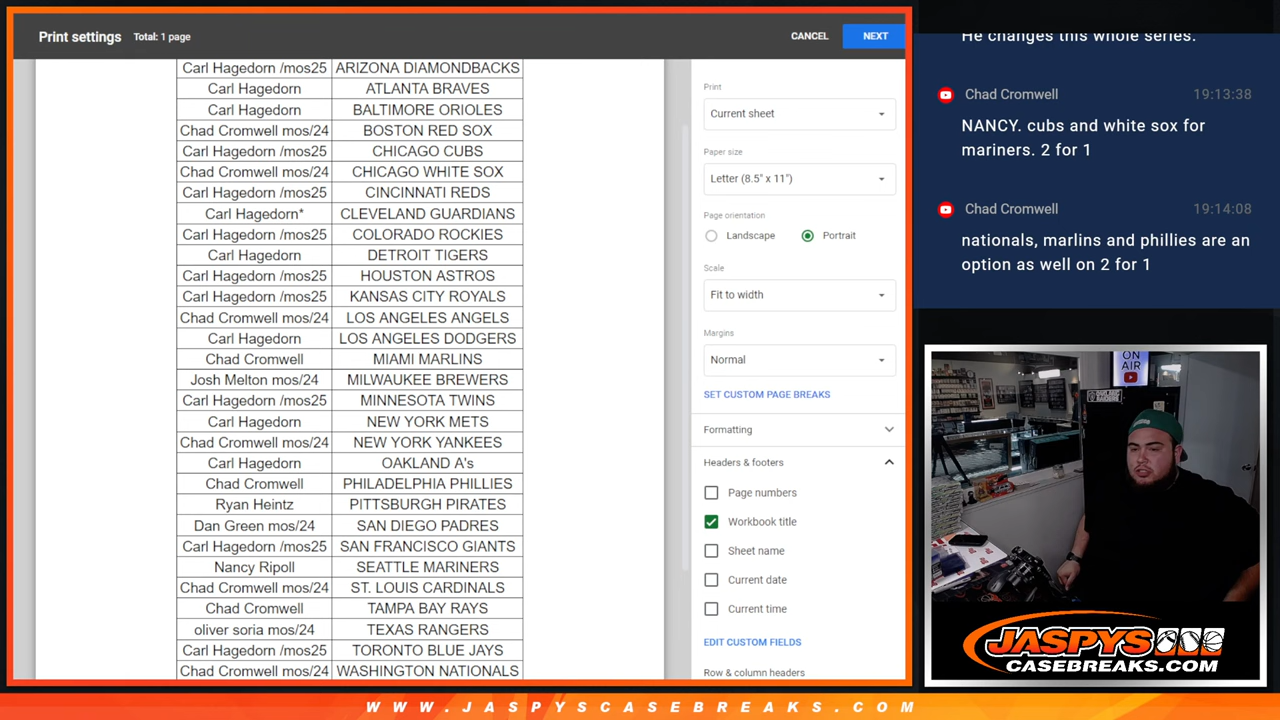 Print settings Total: 1 page CANCEL NEXT
Carl Hagedorn /mos25 ARIZONA DIAMONDBACKS
Carl Hagedorn ATLANTA BRAVES
Carl Hagedorn BALTIMORE ORIOLES
Chad Cromwell mos/24 BOSTON RED SOX
Carl Hagedorn /mos25 CHICAGO CUBS
Chad Cromwell mos/24 CHICAGO WHITE SOX
Carl Hagedorn /mos25 CINCINNATI REDS
Carl Hagedorn* CLEVELAND GUARDIANS
Carl Hagedorn /mos25 COLORADO ROCKIES
Carl Hagedorn DETROIT TIGERS
Carl Hagedorn /mos25 HOUSTON ASTROS
Carl Hagedorn /mos25 KANSAS CITY ROYALS
Chad Cromwell mos/24 LOS ANGELES ANGELS
Carl Hagedorn LOS ANGELES DODGERS
Chad Cromwell MIAMI MARLINS
Josh Melton mos/24 MILWAUKEE BREWERS
Carl Hagedorn /mos25 MINNESOTA TWINS
Carl Hagedorn NEW YORK METS
Chad Cromwell mos/24 NEW YORK YANKEES
Carl Hagedorn OAKLAND A's
Chad Cromwell PHILADELPHIA PHILLIES
Ryan Heintz PITTSBURGH PIRATES
Dan Green mos/24 SAN DIEGO PADRES
Carl Hagedorn /mos25 SAN FRANCISCO GIANTS
Nancy Ripoll SEATTLE MARINERS
Chad Cromwell mos/24 ST. LOUIS CARDINALS
Chad Cromwell TAMPA BAY RAYS
oliver soria mos/24 TEXAS RANGERS
Carl Hagedorn /mos25 TORONTO BLUE JAYS
Chad Cromwell mos/24 WASHINGTON NATIONALS
Print
Current sheet
Paper size
Letter (8.5" x 11")
Page orientation
Landscape Portrait
Scale
Fit to width
Margins
Normal
SET CUSTOM PAGE BREAKS
Formatting
Headers & footers
Page numbers
Workbook title
Sheet name
Current date
Current time
EDIT CUSTOM FIELDS
Row & column headers
He changes this whole series.
Chad Cromwell 19:13:38
NANCY. cubs and white sox for
mariners. 2 for 1
Chad Cromwell 19:14:08
nationals, marlins and phillies are an
option as well on 2 for 1
ON
AIR
JASPYS
CASEBREAKS.COM
WWW.JASPYSCASEBREAKS.COM